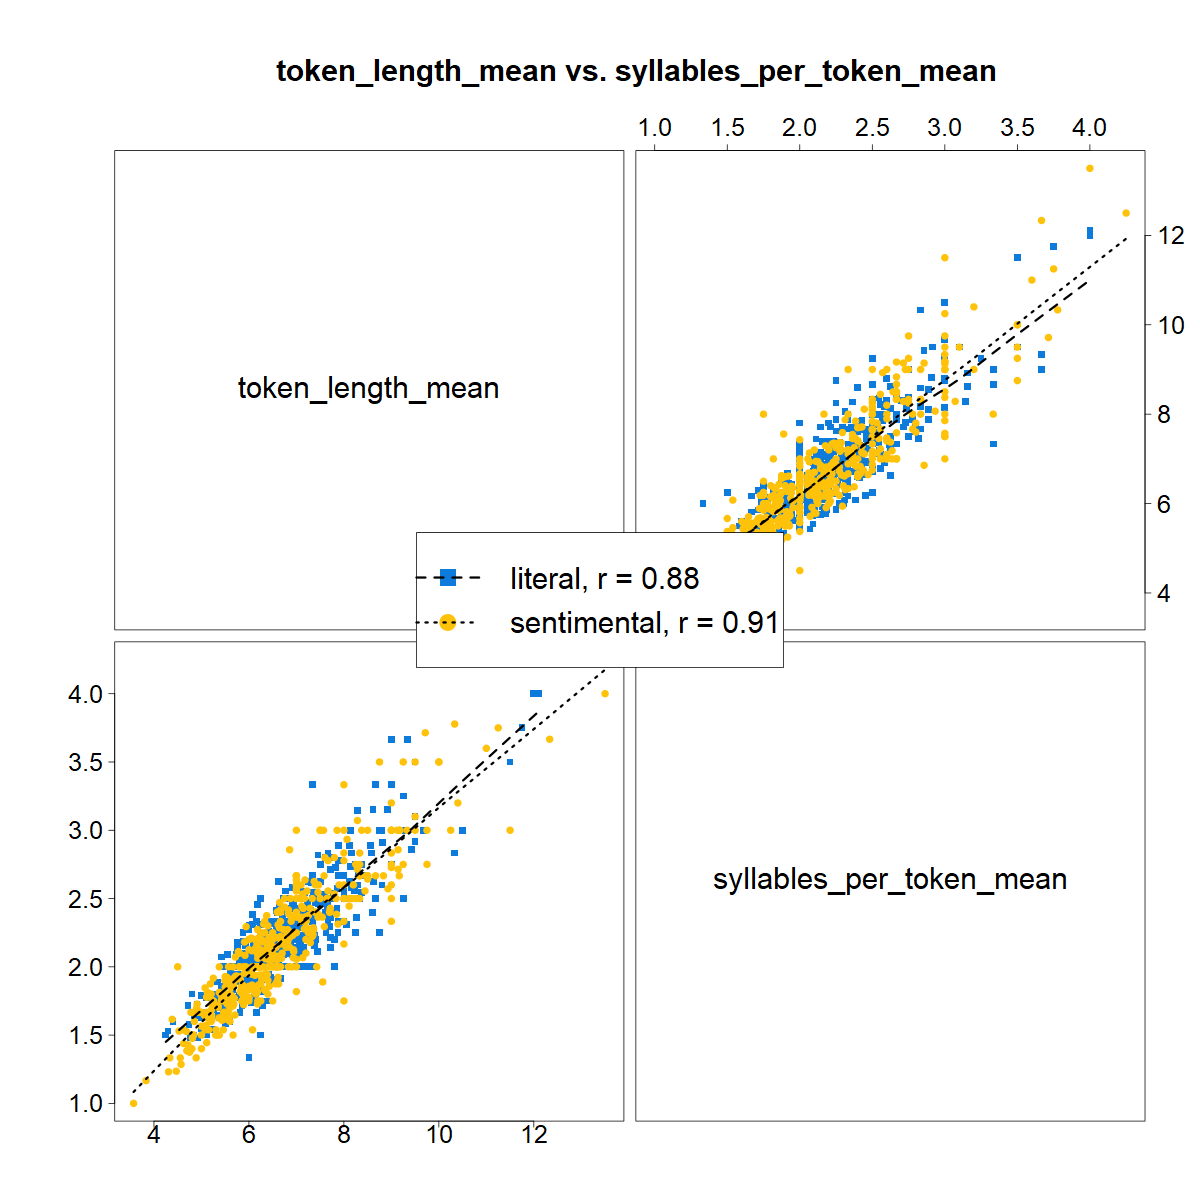 token_length_mean vs. syllables_per_token_mean
1.0 1.5 2.0 2.5 3.0 3.5 4.0
token_length_mean
12
10
8
6
4
literal, r = 0.88
sentimental, r = 0.91
4.0
3.5
3.0
2.5
2.0
1.5
1.0
syllables_per_token_mean
4 6 8 10 12